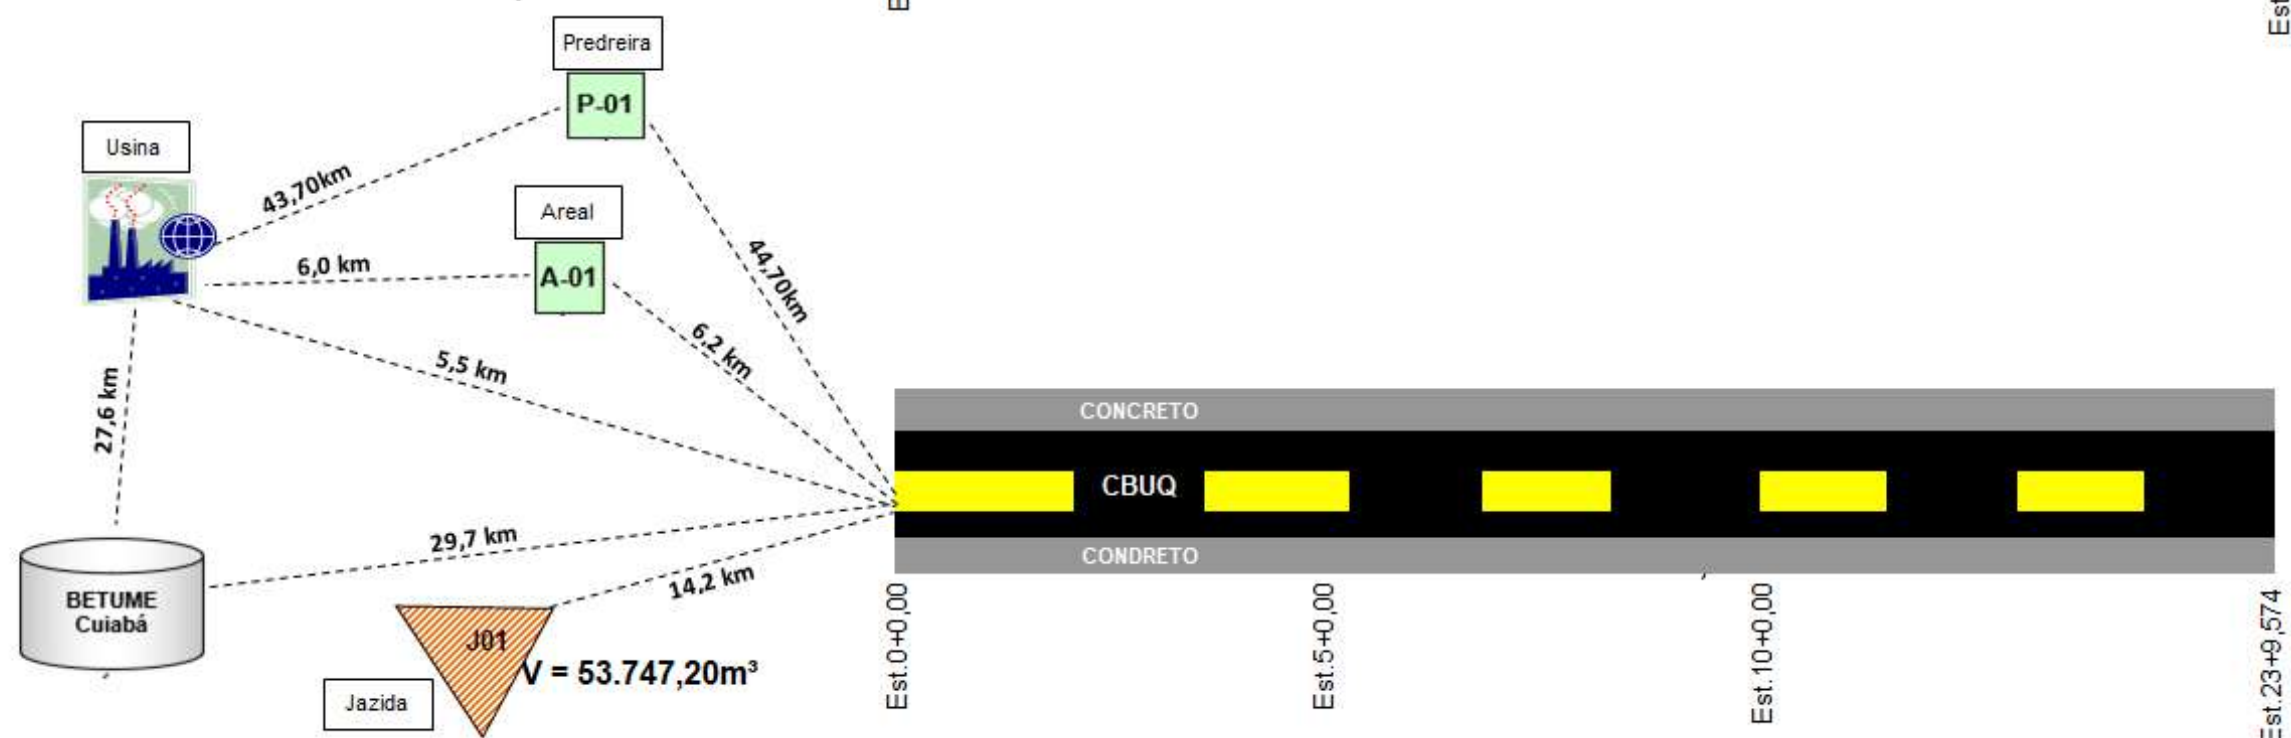 Predreira
P-01
Usina
43,70km
Areal
A-01
6,0 km
44,70km
6,2 km
5,5 km
27,6 km
CONCRETO
CBUQ
CONDRETO
29,7 km
14,2 km
BETUME
Cuiabá
J01
V = 53.747,20m³
Jazida
Est.0+0,00
Est.5+0,00
Est.10+0,00
Est.23+9,574
Est